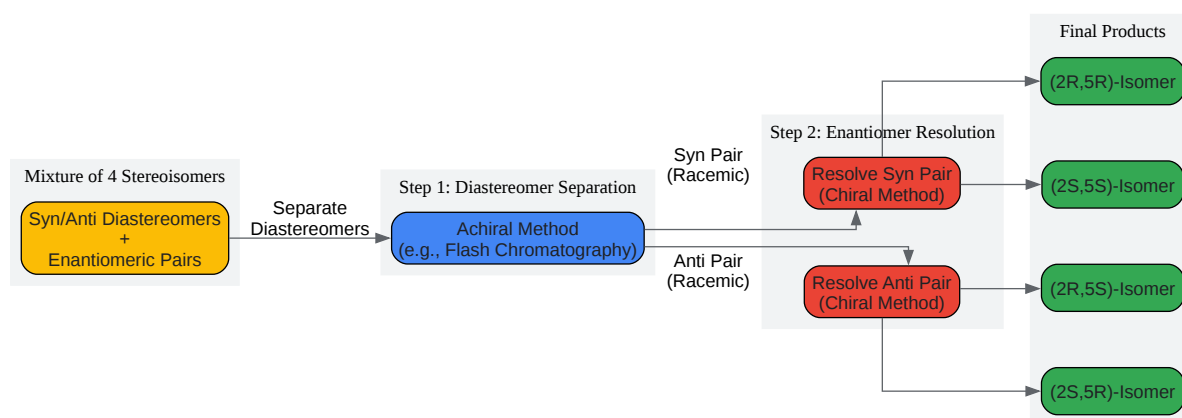 Mixture of 4 Stereoisomers
Syn/Anti Diastereomers
+
Enantiomeric Pairs
Separate
Diastereomers
Step 1: Diastereomer Separation
Achiral Method
(e.g., Flash Chromatography)
Syn Pair
(Racemic)
Anti Pair
(Racemic)
Step 2: Enantiomer Resolution
Resolve Syn Pair
(Chiral Method)
Resolve Anti Pair
(Chiral Method)
Final Products
(2R,5R)-Isomer
(2S,5S)-Isomer
(2R,5S)-Isomer
(2S,5R)-Isomer